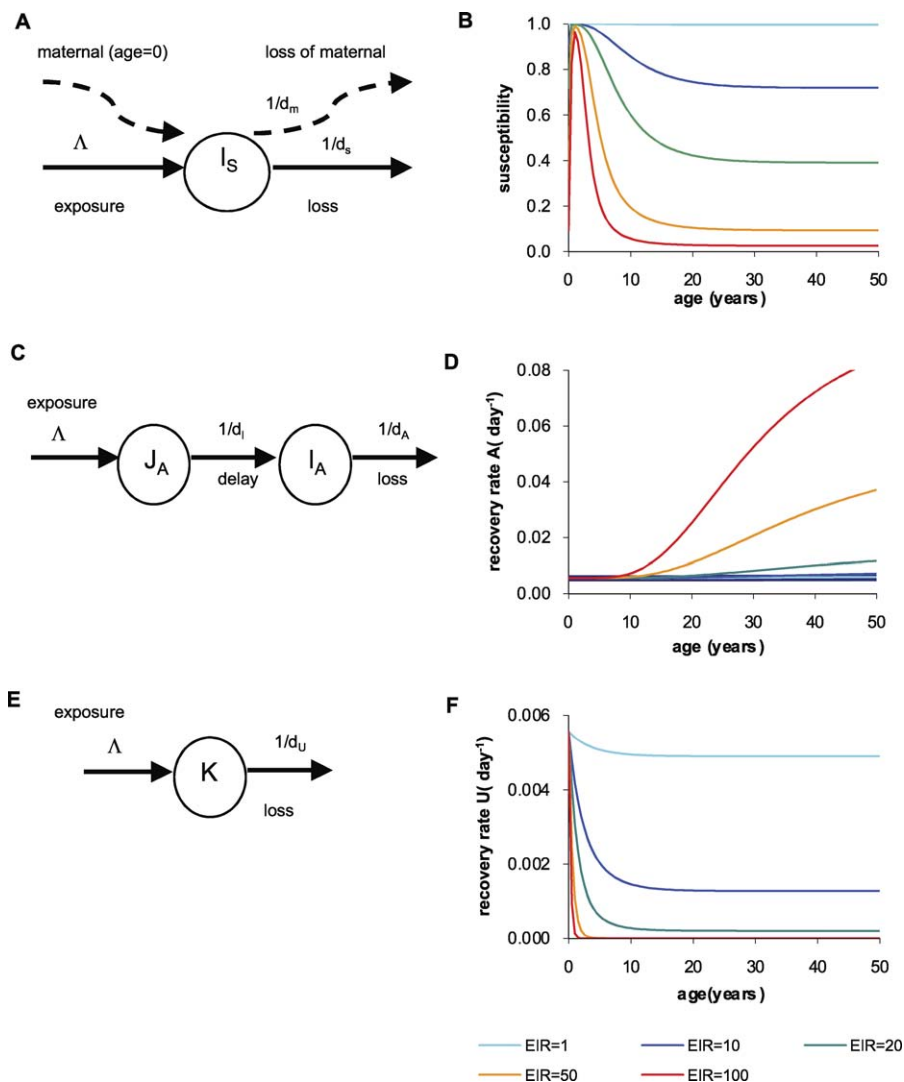 A
maternal (age=0)
loss of maternal
1/dm
Λ
IS
1/ds
exposure
loss
B
susceptibility
1.0
0.8
0.6
0.4
0.2
0.0
0 10 20 30 40 50
age (years)
C
exposure
Λ
JA
1/dl
delay
IA
1/dA
loss
D
recovery rate A( day-1)
0.08
0.06
0.04
0.02
0.00
0 10 20 30 40 50
age (years)
E
exposure
Λ
K
1/dU
loss
F
recovery rate U( day-1)
0.006
0.004
0.002
0.000
0 10 20 30 40 50
age(years)
EIR=1 EIR=10 EIR=20
EIR=50 EIR=100